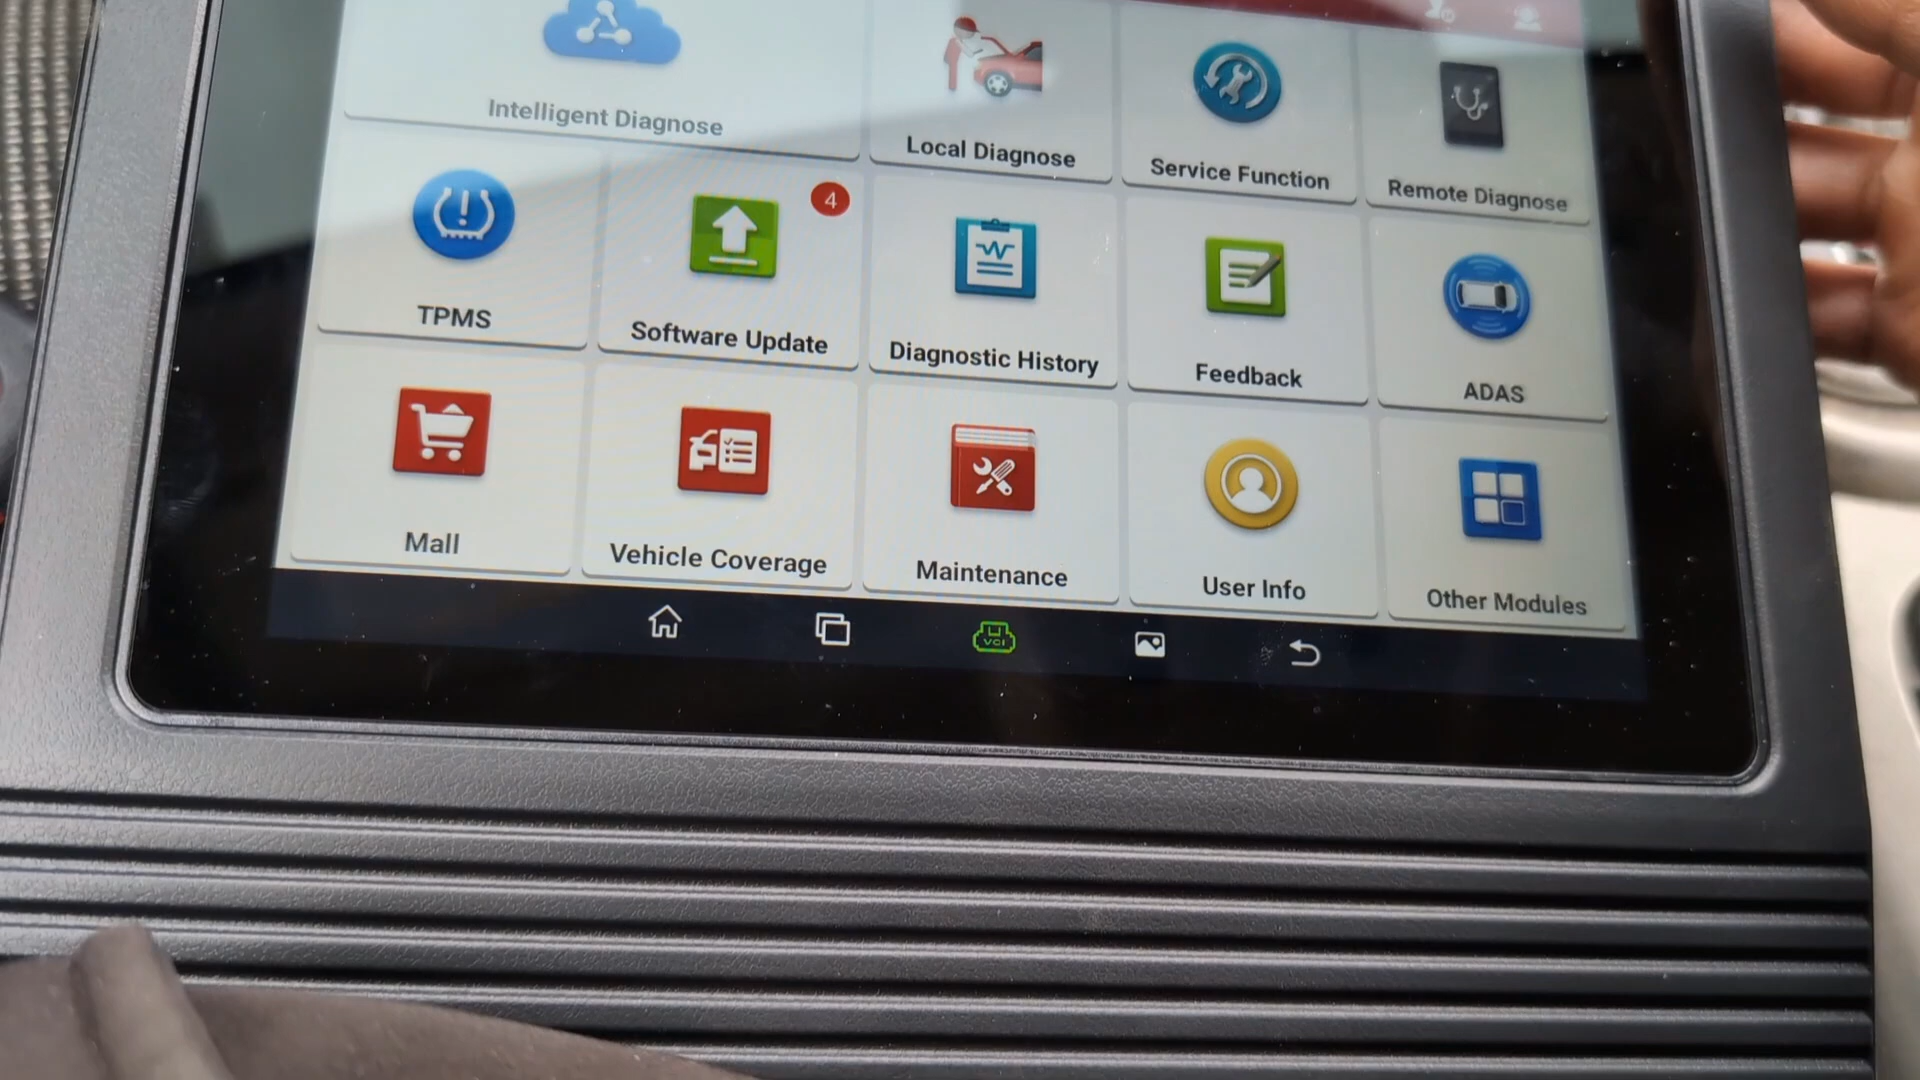 Intelligent Diagnose
Local Diagnose
Service Function
Remote Diagnose
TPMS
4
Software Update
Diagnostic History
Feedback
ADAS
Mall
Vehicle Coverage
Maintenance
User Info
Other Modules
VCI